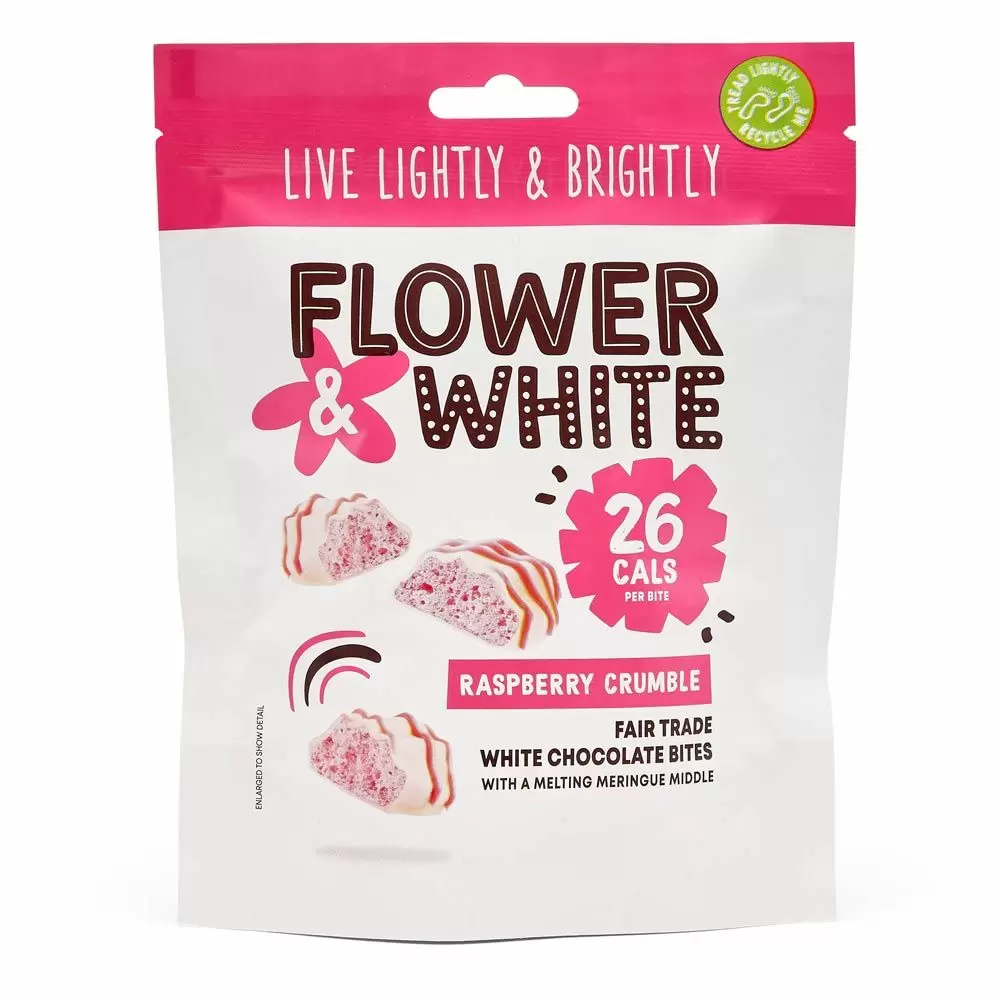 TREAD LIGHTLY
RECYCLE ME
LIVE LIGHTLY & BRIGHTLY
FLOWER
& WHITE
26
CALS
PER BITE
RASPBERRY CRUMBLE
FAIR TRADE
WHITE CHOCOLATE BITES
WITH A MELTING MERINGUE MIDDLE
ENLARGED TO SHOW DETAIL